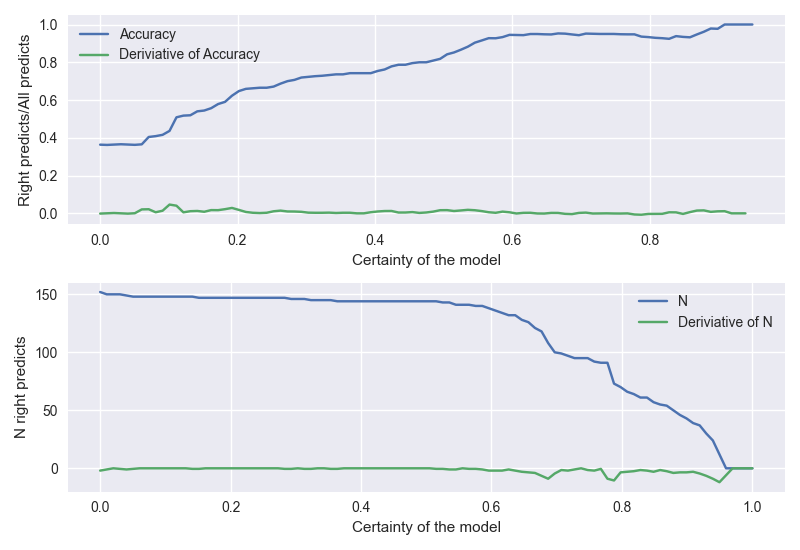 Accuracy
Deriviative of Accuracy
Right predicts/All predicts
1.0
0.8
0.6
0.4
0.2
0.0
0.0 0.2 0.4 0.6 0.8
Certainty of the model
N
Deriviative of N
N right predicts
150
100
50
0
0.0 0.2 0.4 0.6 0.8 1.0
Certainty of the model